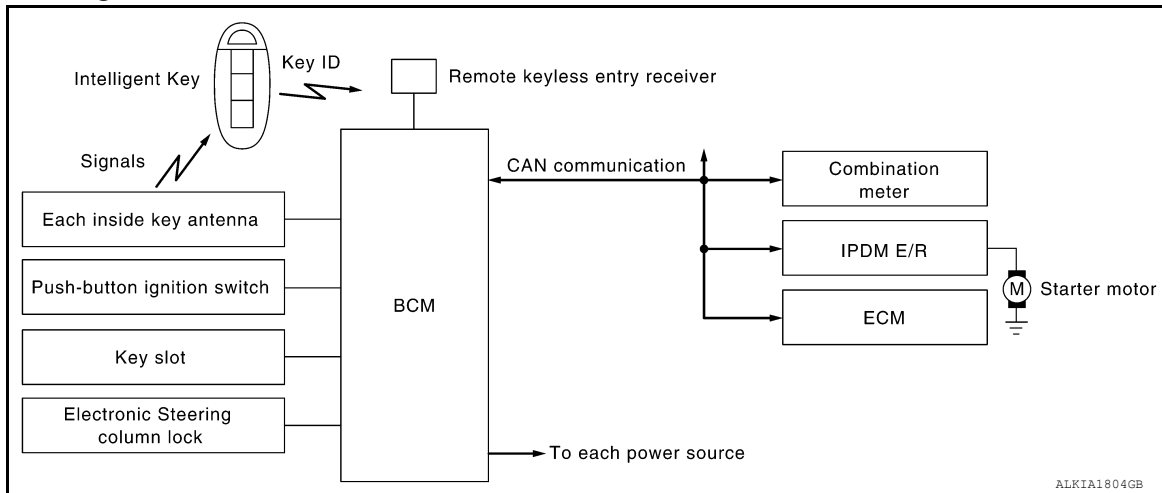 Intelligent Key
Key ID
Remote keyless entry receiver
Signals
Each inside key antenna
Push-button ignition switch
Key slot
Electronic Steering
column lock
BCM
CAN communication
Combination
meter
IPDM E/R
ECM
M
Starter motor
To each power source
ALKIA1804GB